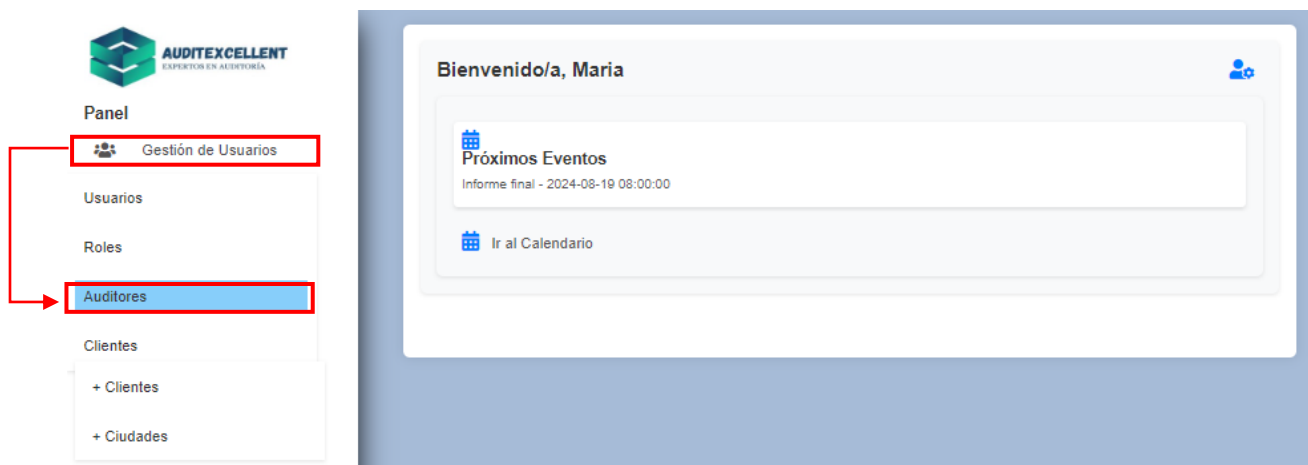 AUDITEXCELLENT
EXPERTOS EN AUDITORÍA
Panel
Gestión de Usuarios
Usuarios
Roles
Auditores
Clientes
+ Clientes
+ Ciudades
Bienvenido/a, Maria
Próximos Eventos
Informe final - 2024-08-19 08:00:00
Ir al Calendario